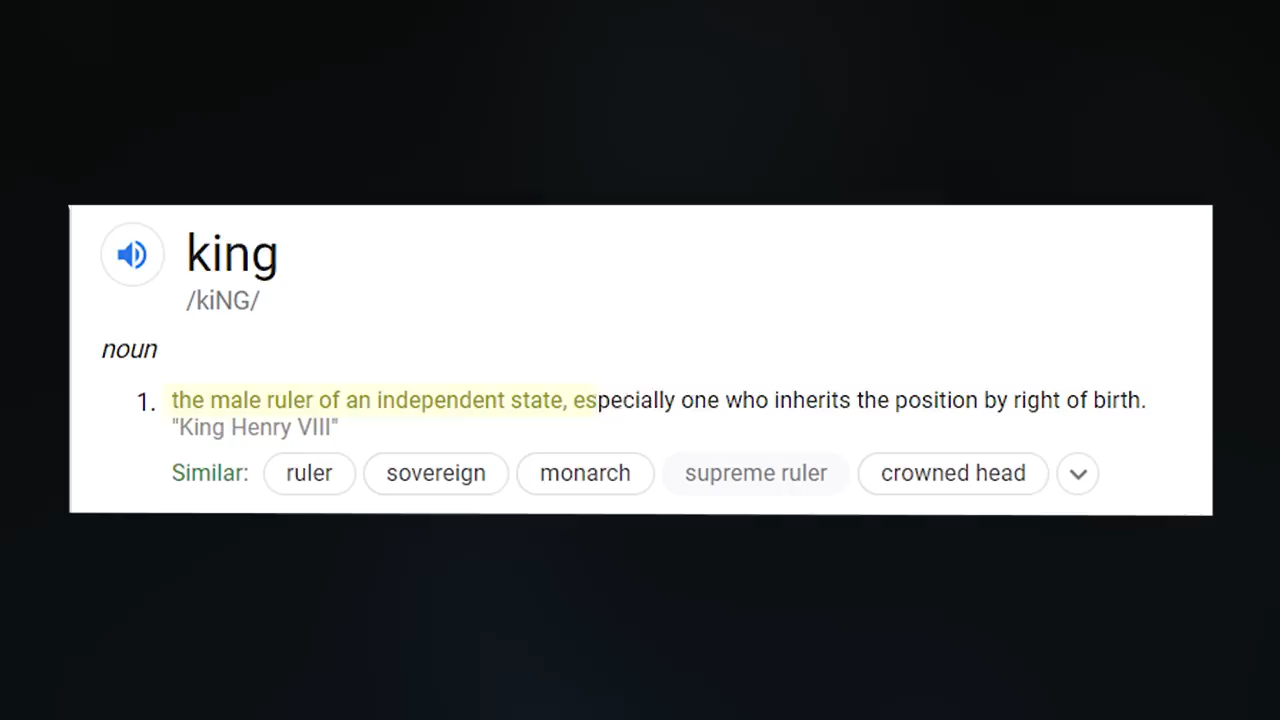 king
/kiNG/
noun
1. the male ruler of an independent state, especially one who inherits the position by right of birth.
"King Henry VIII"
Similar: ruler sovereign monarch supreme ruler crowned head